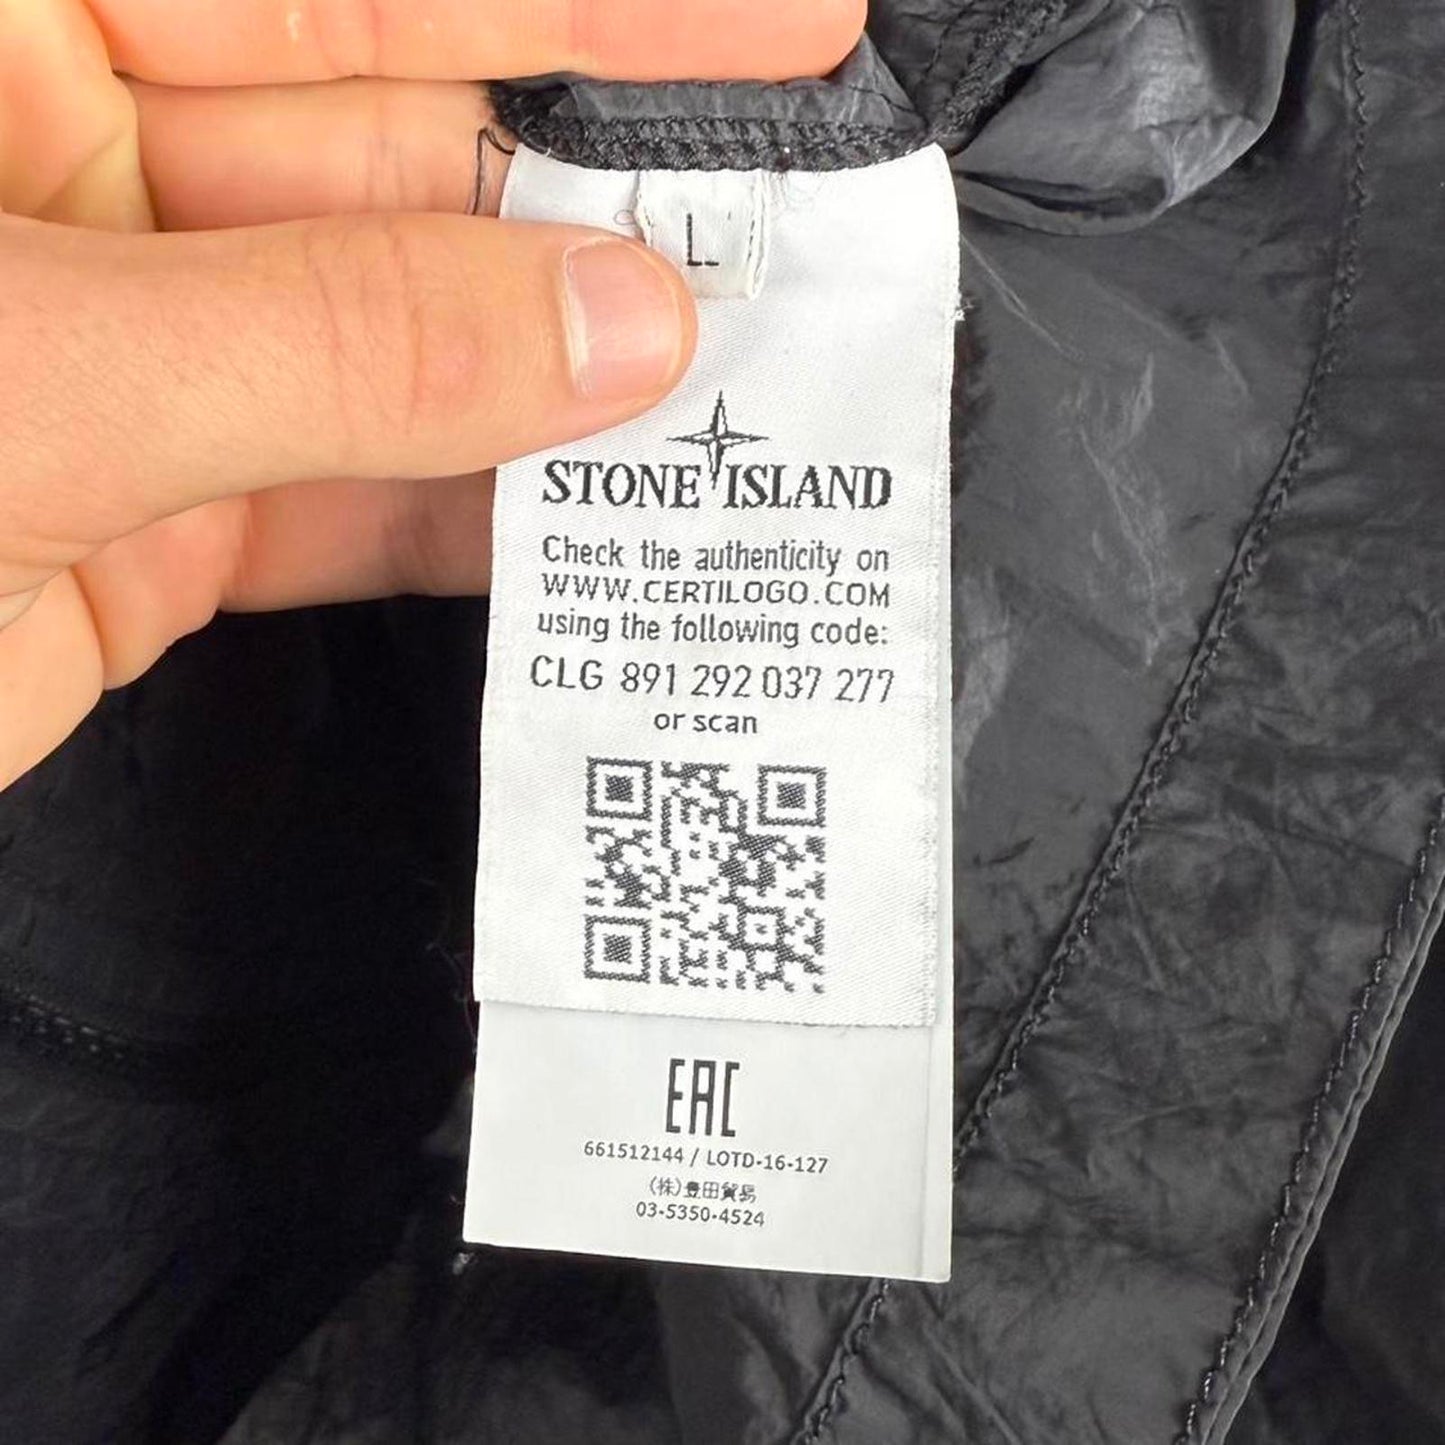 L
STONE ISLAND
Check the authenticity on
WWW.CERTILOGO.COM
using the following code:
CLG 891 292 037 277
or scan
EAC
661512144 / LOTD-16-127
(株)豊田貿易
03-5350-4524